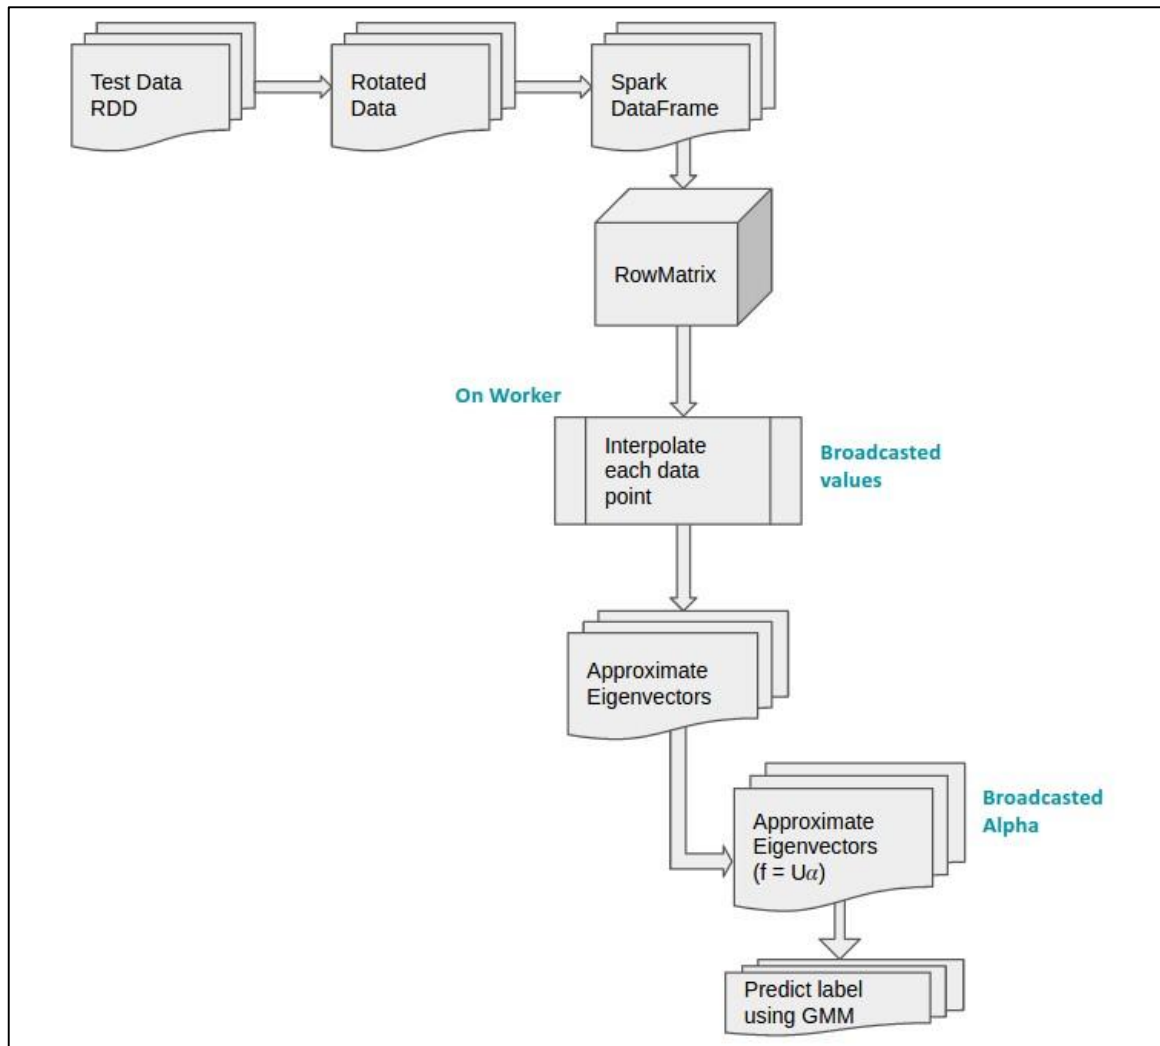 Test Data
RDD
Rotated
Data
Spark
DataFrame
RowMatrix
On Worker
Interpolate
each data
point
Broadcasted
values
Approximate
Eigenvectors
Approximate
Eigenvectors
(f = Uα)
Broadcasted
Alpha
Predict label
using GMM